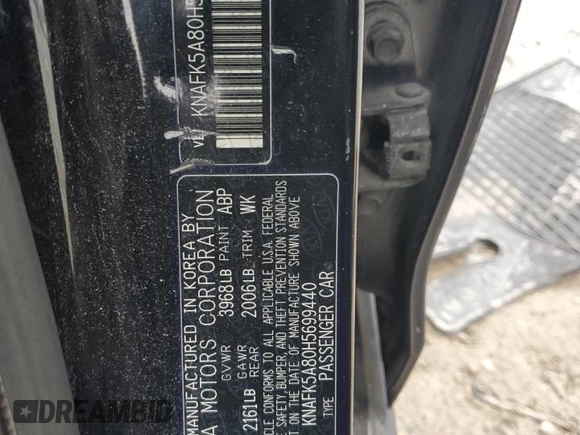 KNAFK5A80H5
MANUFACTURED IN KOREA BY
A MOTORS CORPORATION
3968LB PAINT ABP
GVWR
2161LB 2006LB TRIM WK
GAWR
REAR
LE CONFORMS TO ALL APPLICABLE U.S.A. FEDERAL
E SAFETY, BUMPER, AND THEFT PREVENTION STANDARDS
ON THE DATE OF MANUFACTURE SHOWN ABOVE
KNAFK5A80H5699440
TYPE : PASSENGER CAR
DREAMBID.COM